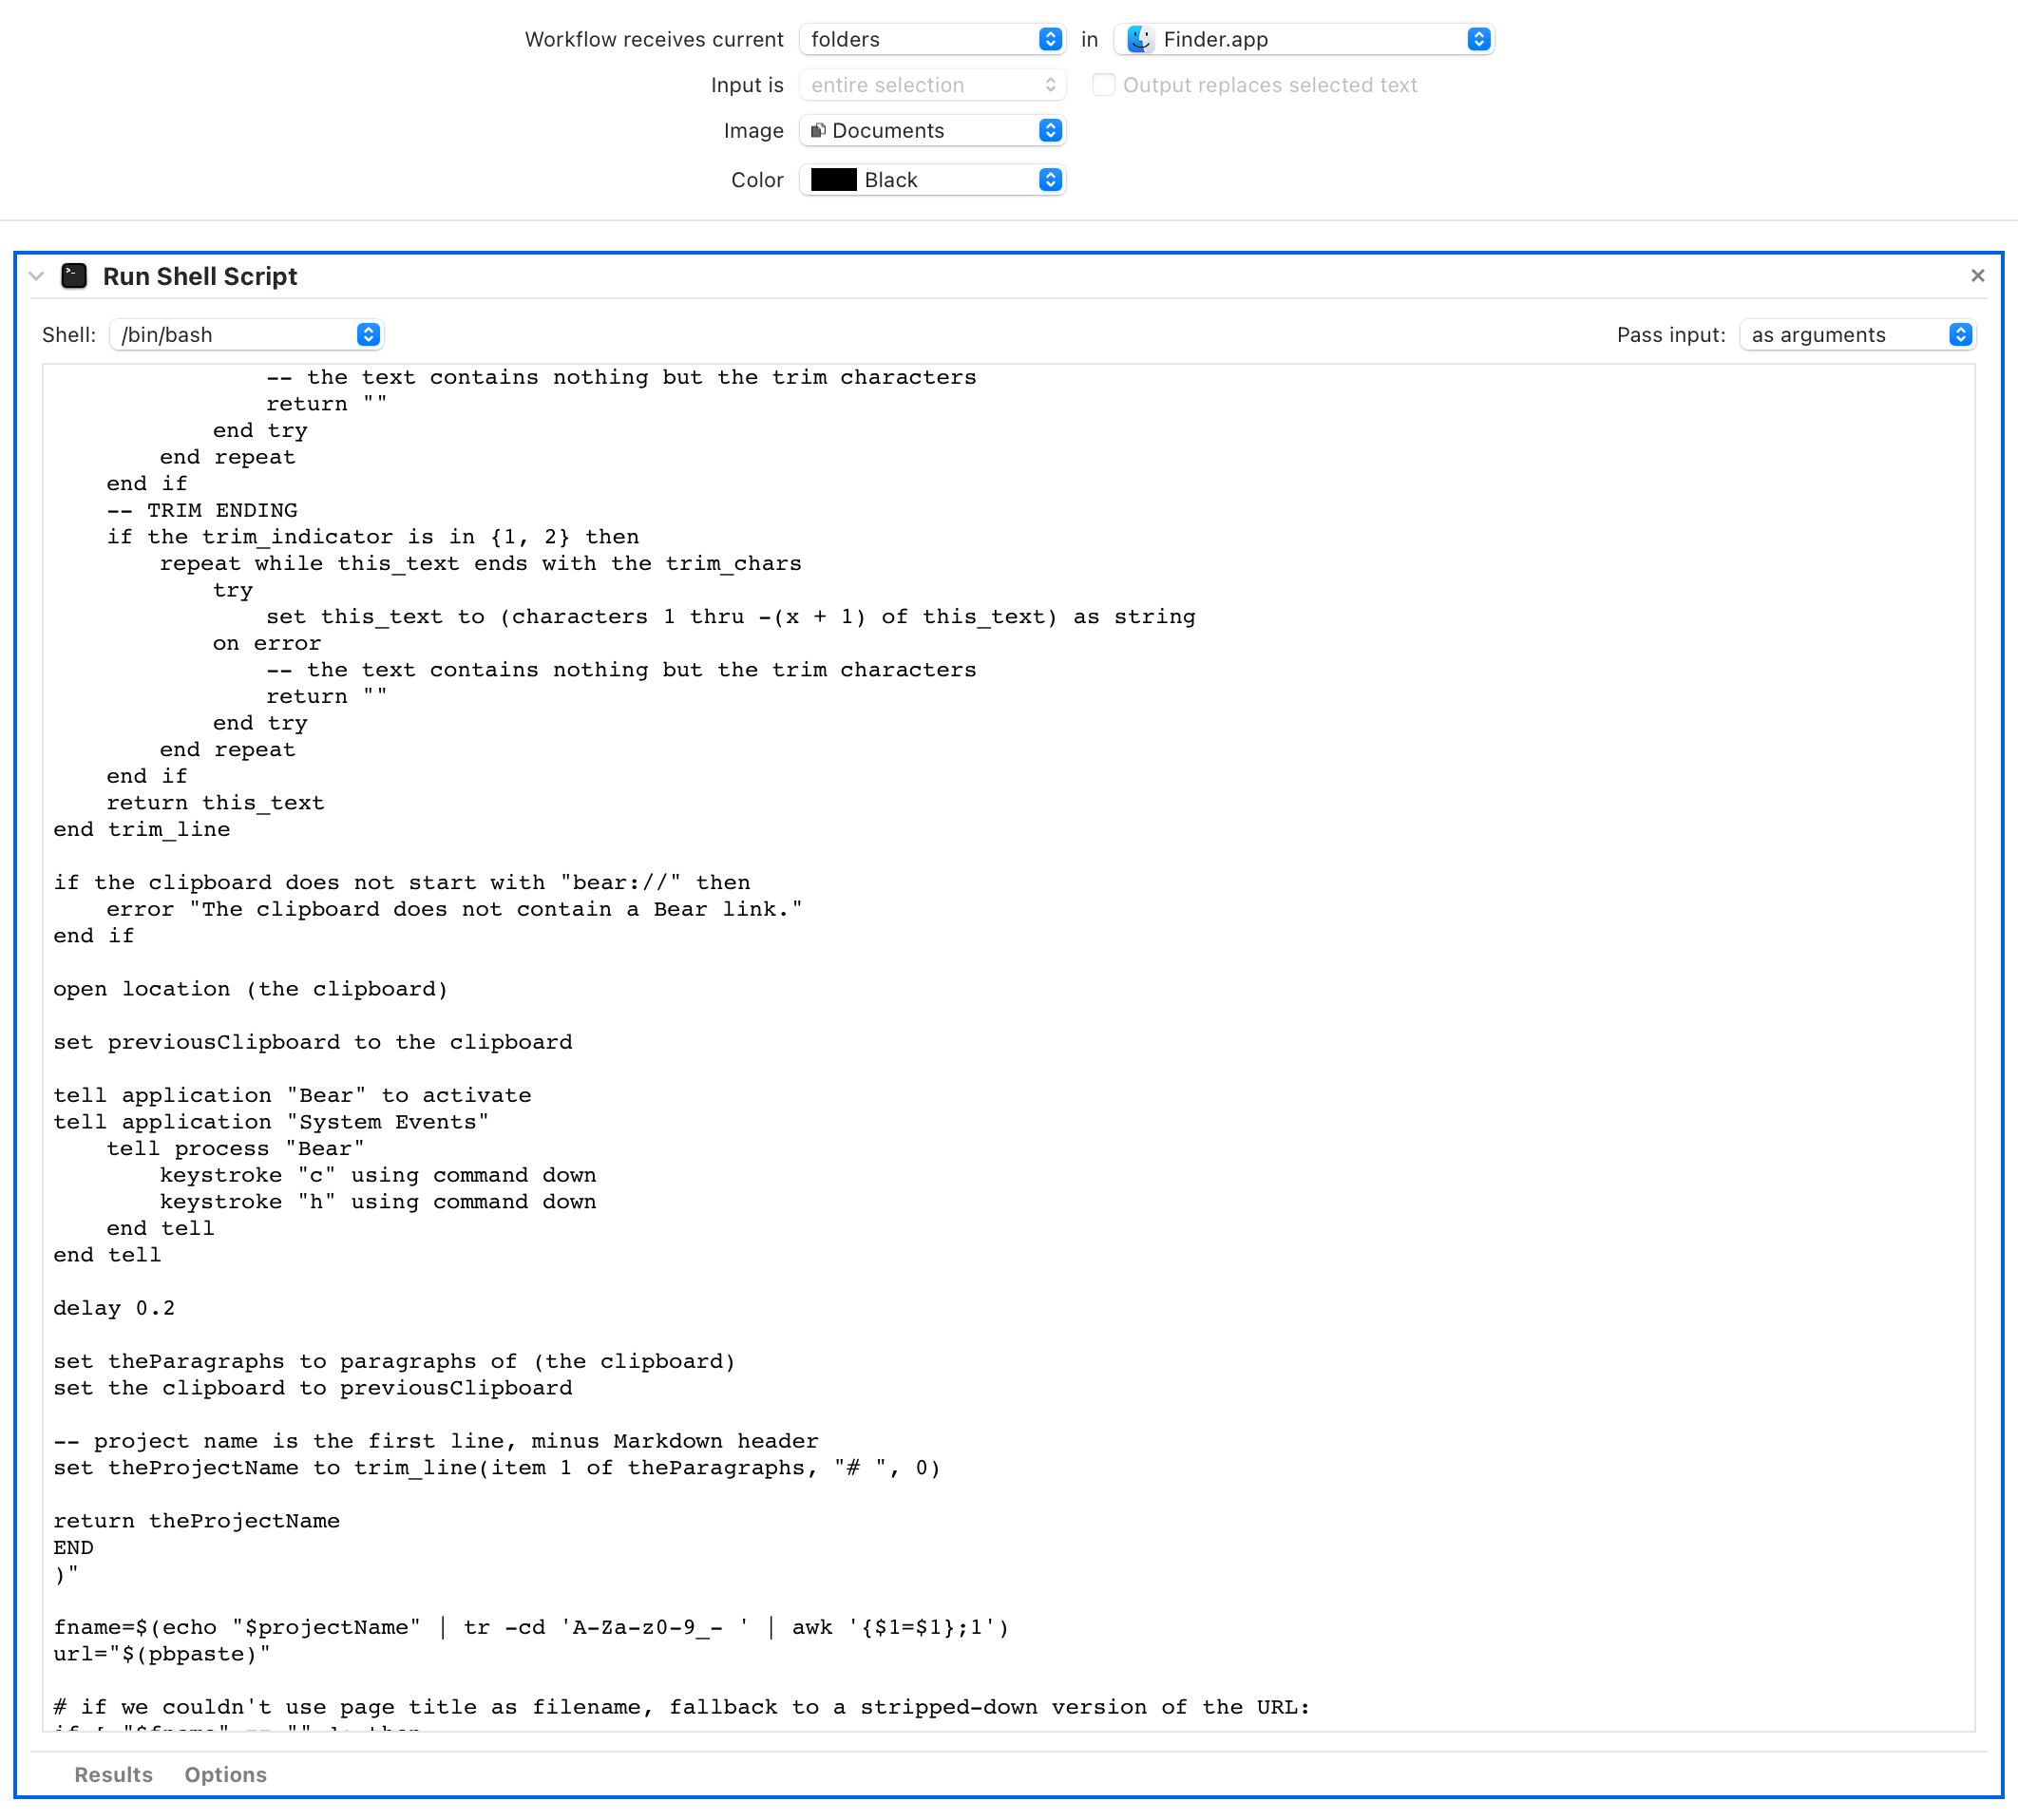 Workflow receives current folders in Finder.app
Input is entire selection Output replaces selected text
Image Documents
Color Black
Run Shell Script
Shell: /bin/bash Pass input: as arguments
                -- the text contains nothing but the trim characters
                return ""
            end try
        end repeat
    end if
    -- TRIM ENDING
    if the trim_indicator is in {1, 2} then
        repeat while this_text ends with the trim_chars
            try
                set this_text to (characters 1 thru -(x + 1) of this_text) as string
            on error
                -- the text contains nothing but the trim characters
                return ""
            end try
        end repeat
    end if
    return this_text
end trim_line

if the clipboard does not start with "bear://" then
    error "The clipboard does not contain a Bear link."
end if

open location (the clipboard)

set previousClipboard to the clipboard

tell application "Bear" to activate
tell application "System Events"
    tell process "Bear"
        keystroke "c" using command down
        keystroke "h" using command down
    end tell
end tell

delay 0.2

set theParagraphs to paragraphs of (the clipboard)
set the clipboard to previousClipboard

-- project name is the first line, minus Markdown header
set theProjectName to trim_line(item 1 of theParagraphs, "# ", 0)

return theProjectName
END
)"

fname=$(echo "$projectName" | tr -cd 'A-Za-z0-9_- ' | awk '{$1=$1};1')
url="$(pbpaste)"

# if we couldn't use page title as filename, fallback to a stripped-down version of the URL:
if [ "$fname" == "" ]; then
Results Options